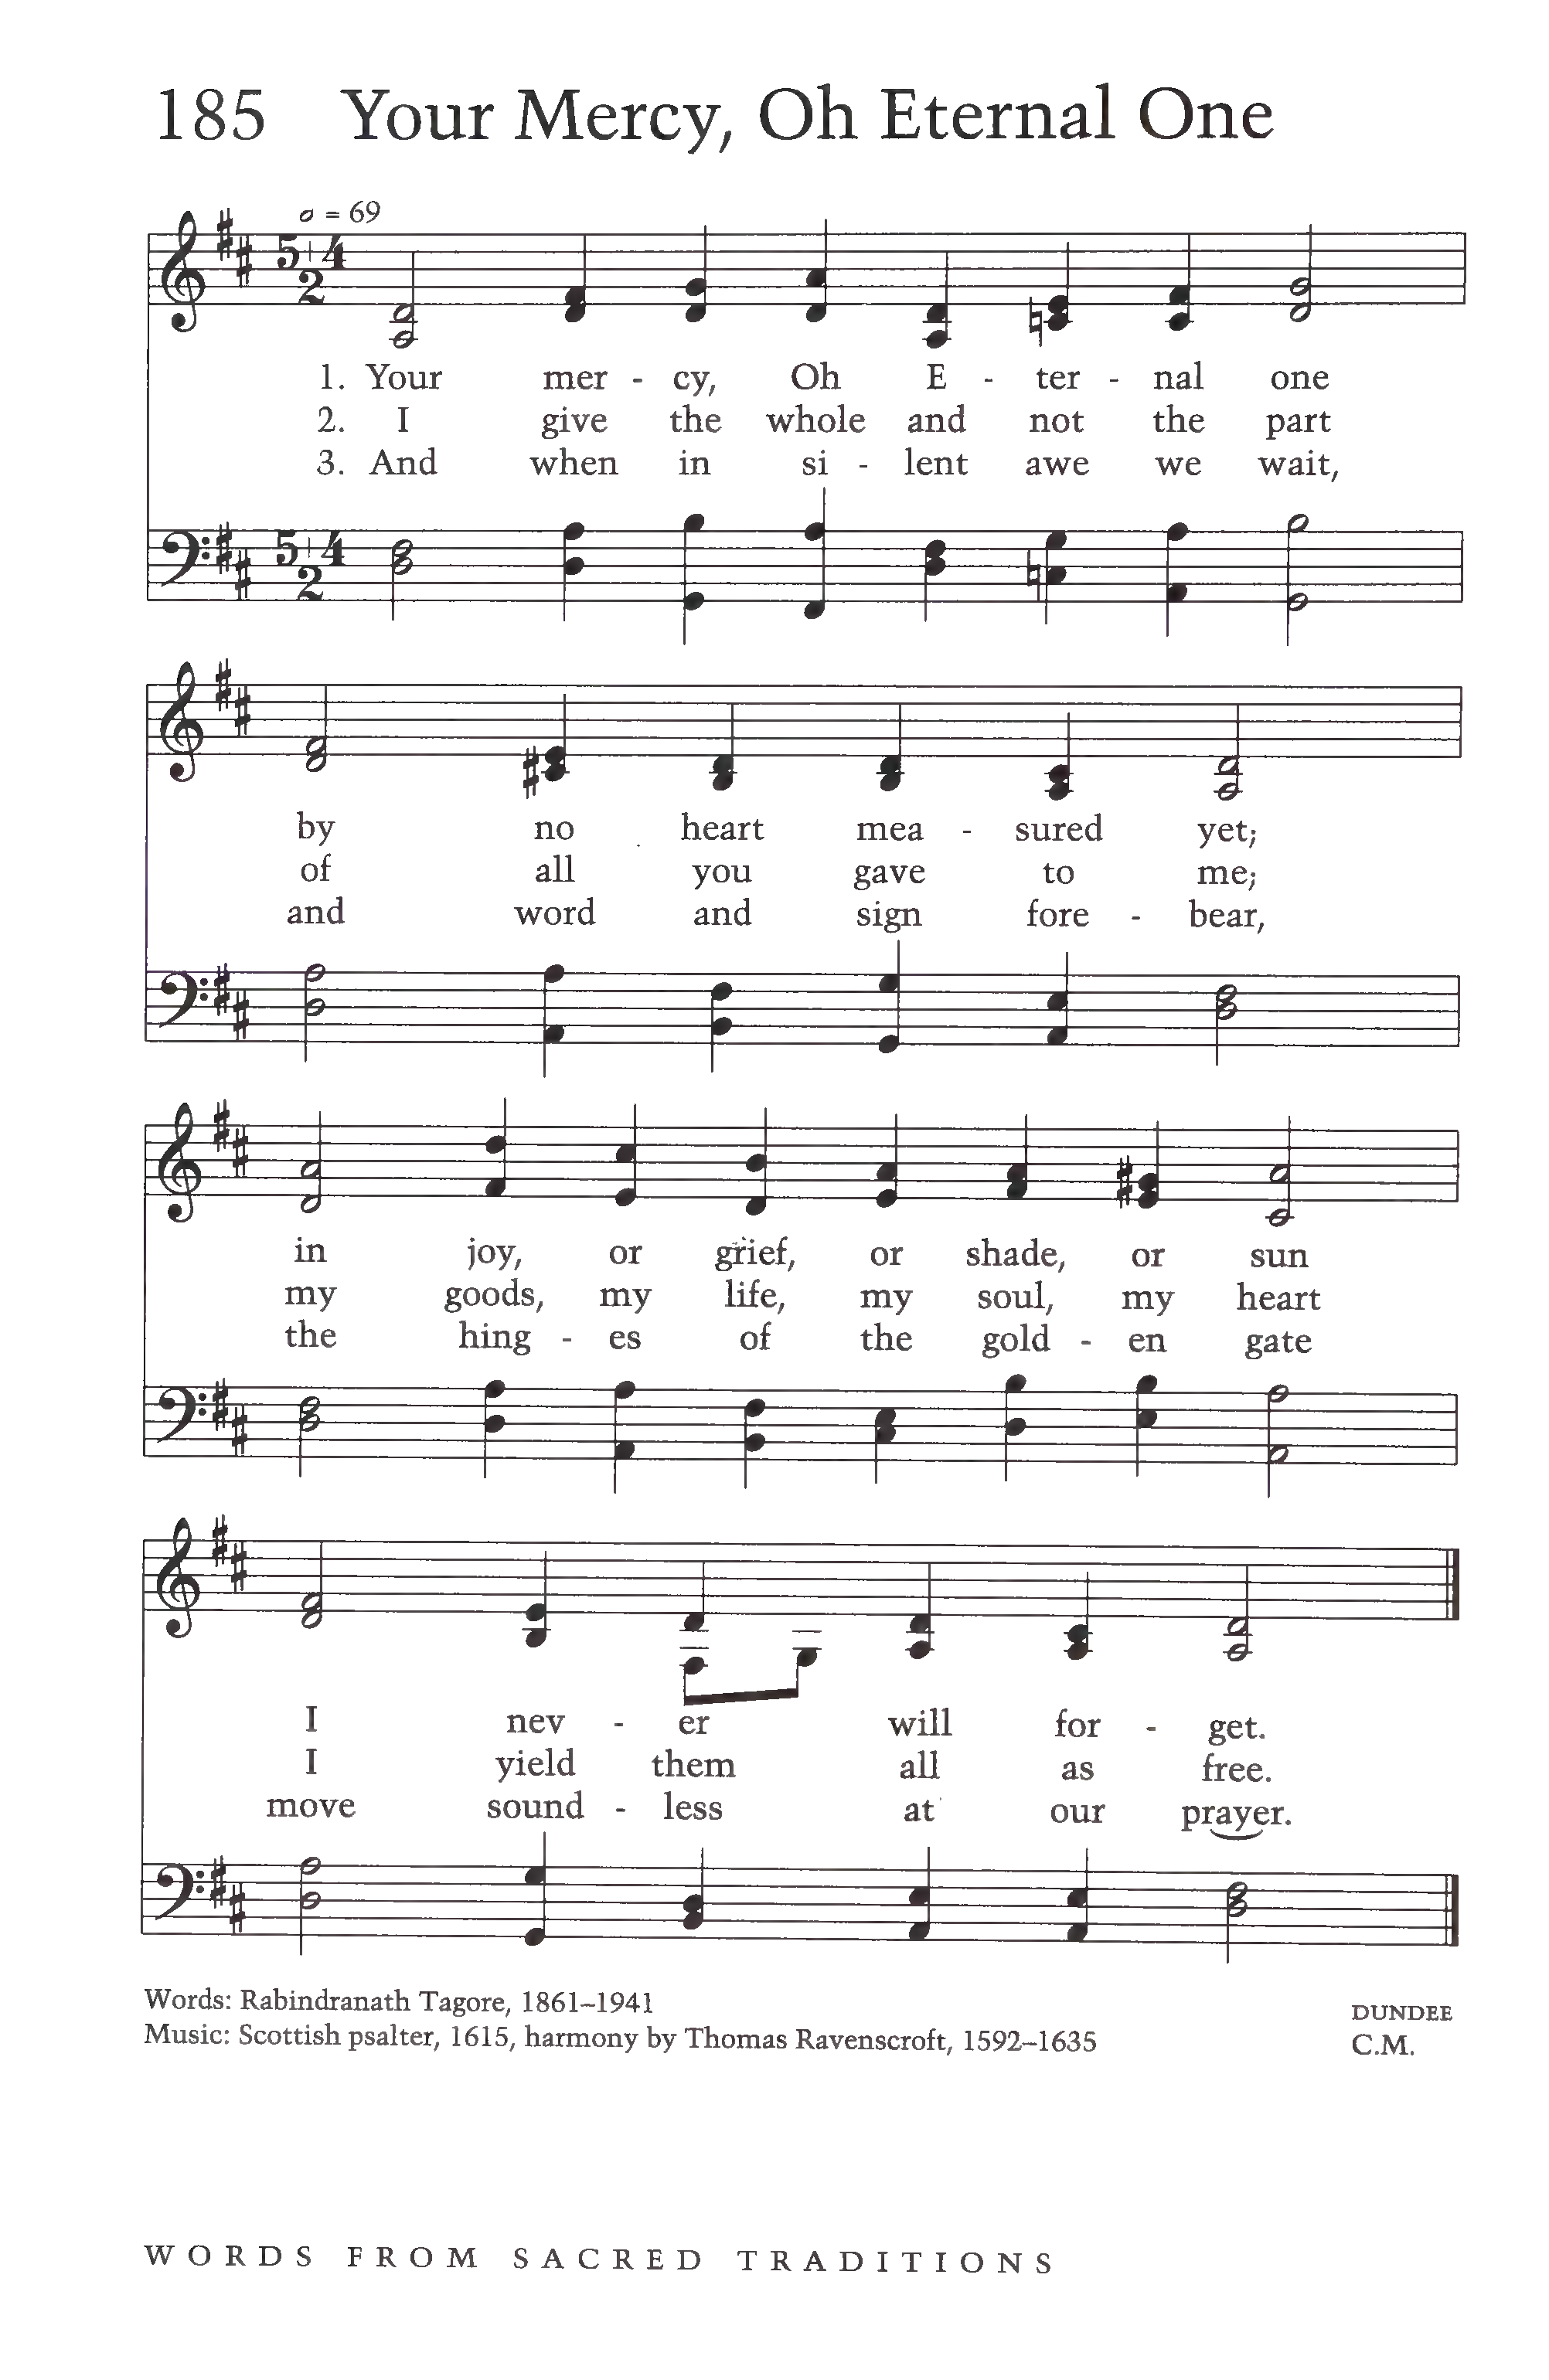 185 Your Mercy, Oh Eternal One
= 69
5 4
2
1. Your mer - cy, Oh E - ter - nal one
2. I give the whole and not the part
3. And when in si - lent awe we wait,
5 4
2
by no heart mea - sured yet;
of all you gave to me;
and word and sign fore - bear,
in joy, or grief, or shade, or sun
my goods, my life, my soul, my heart
the hing - es of the gold - en gate
I nev - er will for - get.
I yield them all as free.
move sound - less at our prayer.
Words: Rabindranath Tagore, 1861–1941
Music: Scottish psalter, 1615, harmony by Thomas Ravenscroft, 1592–1635
DUNDEE
C.M.
WORDS FROM SACRED TRADITIONS